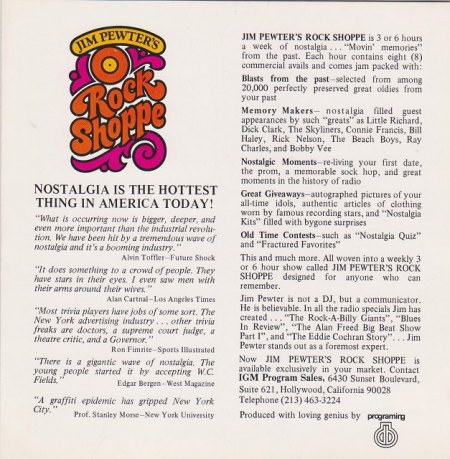 JIM PEWTER'S
Rock
Shoppe
NOSTALGIA IS THE HOTTEST
THING IN AMERICA TODAY!
"What is occurring now is bigger, deeper, and
even more important than the industrial revolu-
tion. We have been hit by a tremendous wave of
nostalgia and it's a booming industry."
Alvin Toffler—Future Shock
"It does something to a crowd of people. They
have stars in their eyes. I even saw men with
their arms around their wives."
Alan Cartnal—Los Angeles Times
"Most trivia players have jobs of some sort. The
New York advertising industry . . . other trivia
freaks are doctors, a supreme court judge, a
theatre critic, and a Governor."
Ron Fimrite—Sports Illustrated
"There is a gigantic wave of nostalgia. The
young people started it by accepting W.C.
Fields."
Edgar Bergen—West Magazine
"A graffiti epidemic has gripped New York
City."
Prof. Stanley Morse—New York University
JIM PEWTER'S ROCK SHOPPE is 3 or 6 hours
a week of nostalgia . . . "Movin' memories"
from the past. Each hour contains eight (8)
commercial avails and comes jam packed with:
Blasts from the past—selected from among
20,000 perfectly preserved great oldies from
your past
Memory Makers— nostalgia filled guest
appearances by such "greats" as Little Richard,
Dick Clark, The Skyliners, Connie Francis, Bill
Haley, Rick Nelson, The Beach Boys, Ray
Charles, and Bobby Vee
Nostalgic Moments—re-living your first date,
the prom, a memorable sock hop, and great
moments in the history of radio
Great Giveaways—autographed pictures of your
all-time idols, authentic articles of clothing
worn by famous recording stars, and "Nostalgia
Kits" filled with bygone surprises
Old Time Contests—such as "Nostalgia Quiz"
and "Fractured Favorites"
This and much more. All woven into a weekly 3
or 6 hour show called JIM PEWTER'S ROCK
SHOPPE designed for anyone who can
remember.
Jim Pewter is not a DJ, but a communicator.
He is believable. In all the radio specials Jim has
created . . . "The Rock-A-Billy Giants", "Blues
In Review", "The Alan Freed Big Beat Show
Part I", and "The Eddie Cochran Story" . . . Jim
Pewter stands out as a foremost expert.
Now JIM PEWTER'S ROCK SHOPPE is
available exclusively in your market. Contact
IGM Program Sales, 6430 Sunset Boulevard,
Suite 621, Hollywood, California 90028
Telephone (213) 463-3224
Produced with loving genius by programing